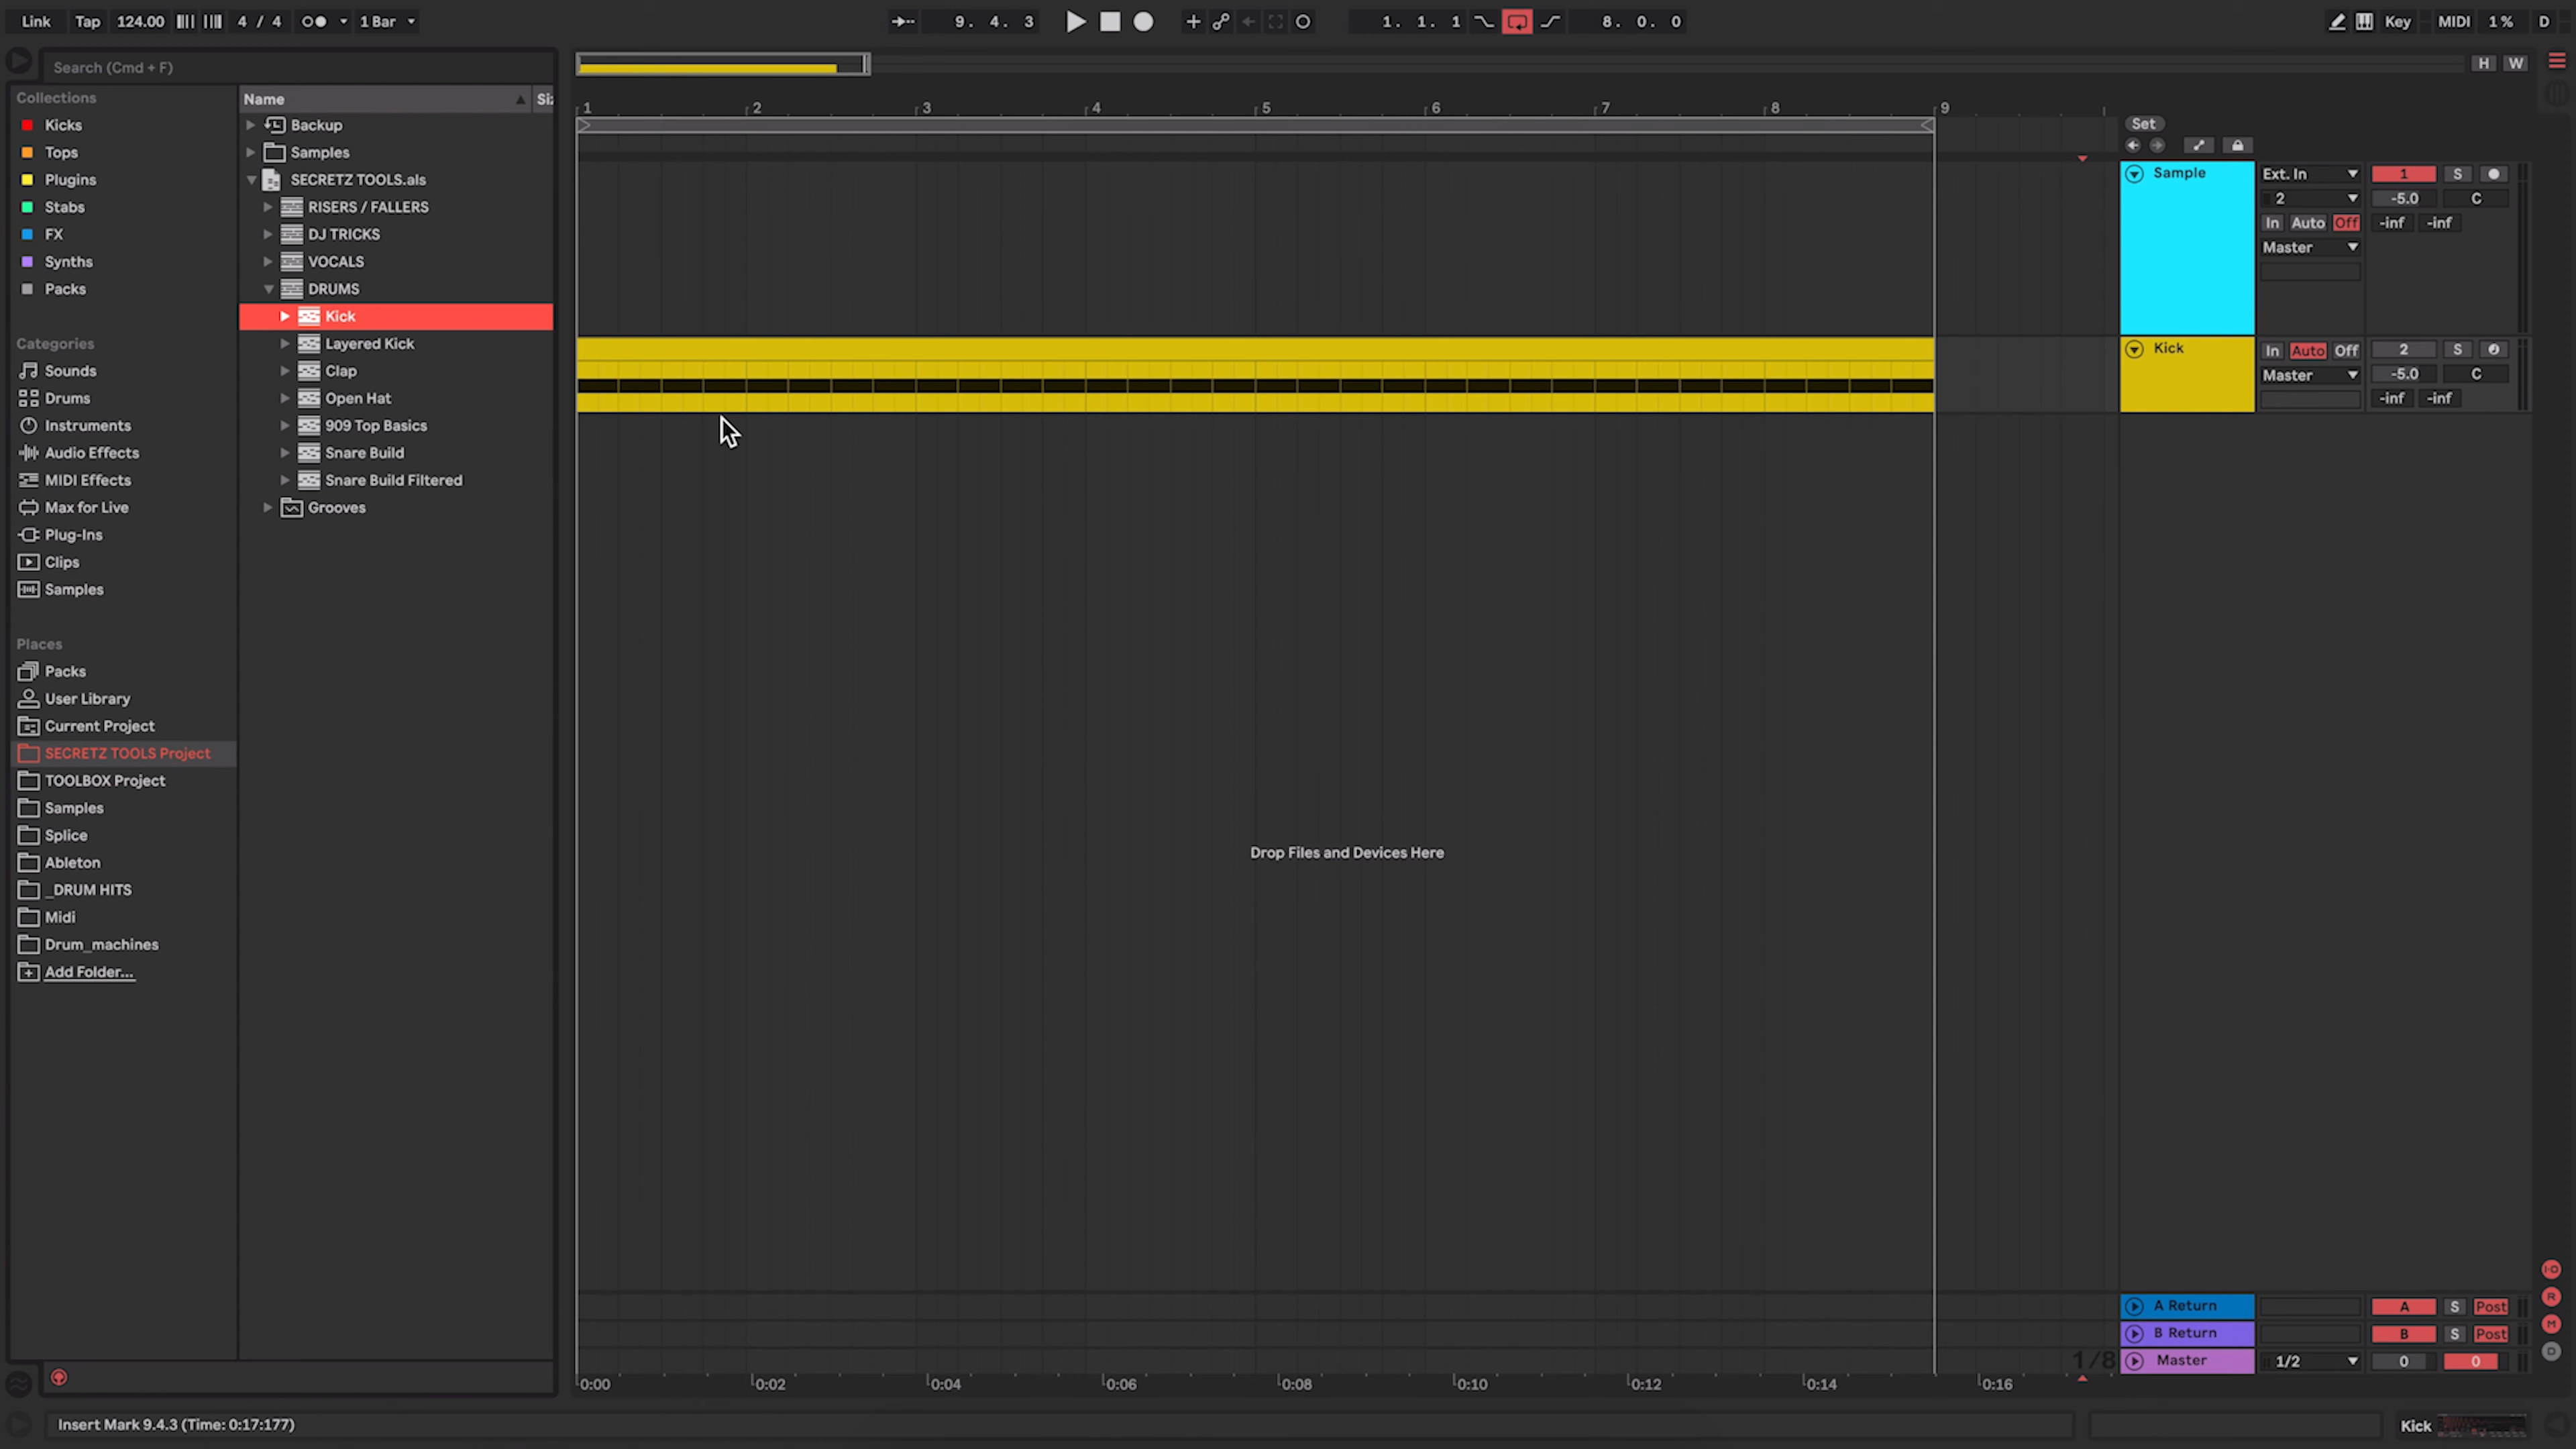 Link Tap 124.00 4 / 4 1 Bar 9. 4. 3 1. 1. 1 8. 0. 0 Key MIDI 1% D
Search (Cmd + F)
H W
Collections
Kicks
Tops
Plugins
Stabs
FX
Synths
Packs
Categories
Sounds
Drums
Instruments
Audio Effects
MIDI Effects
Max for Live
Plug-Ins
Clips
Samples
Places
Packs
User Library
Current Project
SECRETZ TOOLS Project
TOOLBOX Project
Samples
Splice
Ableton
_DRUM HITS
Midi
Drum_machines
Add Folder...
Name Si
Backup
Samples
SECRETZ TOOLS.als
RISERS / FALLERS
DJ TRICKS
VOCALS
DRUMS
Kick
Layered Kick
Clap
Open Hat
909 Top Basics
Snare Build
Snare Build Filtered
Grooves
1 2 3 4 5 6 7 8 9
Set
Sample Ext. In 1 S
2 -5.0 C
In Auto Off -inf -inf
Master
Kick In Auto Off 2 S
Master -5.0 C
-inf -inf
Drop Files and Devices Here
A Return A S Post
B Return B S Post
1/8 Master 1/2 0 0
I·O
R
M
D
0:00 0:02 0:04 0:06 0:08 0:10 0:12 0:14 0:16
Insert Mark 9.4.3 (Time: 0:17:177)
Kick